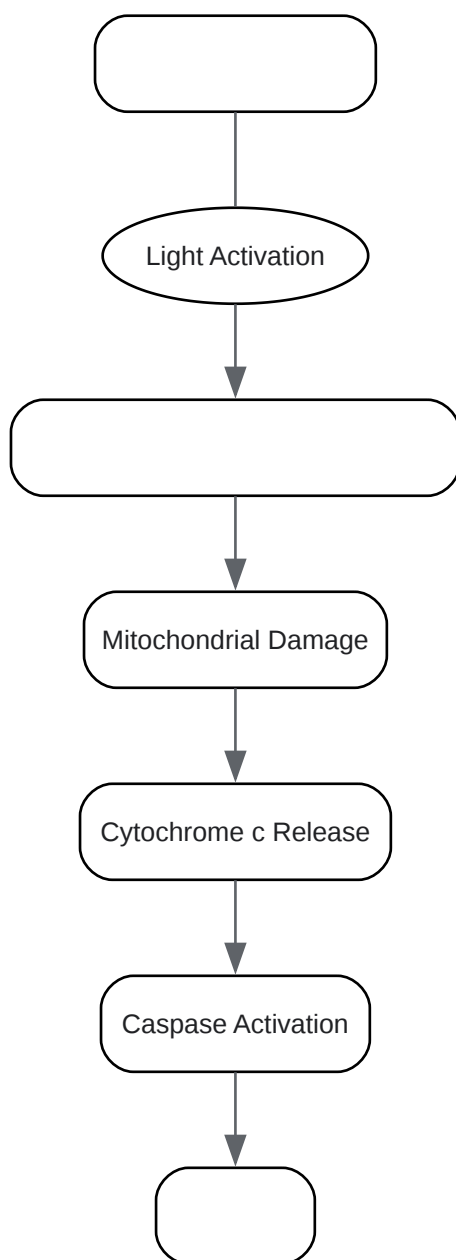 Light Activation
Mitochondrial Damage
Cytochrome c Release
Caspase Activation